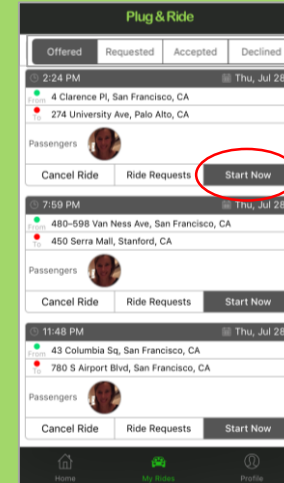 Plug & Ride
Offered Requested Accepted Declined
2:24 PM Thu, Jul 28
From 4 Clarence Pl, San Francisco, CA
To 274 University Ave, Palo Alto, CA
Passengers
Cancel Ride Ride Requests Start Now
7:59 PM Thu, Jul 28
From 480–598 Van Ness Ave, San Francisco, CA
To 450 Serra Mall, Stanford, CA
Passengers
Cancel Ride Ride Requests Start Now
11:48 PM Thu, Jul 28
From 43 Columbia Sq, San Francisco, CA
To 780 S Airport Blvd, San Francisco, CA
Passengers
Cancel Ride Ride Requests Start Now
Home My Rides Profile